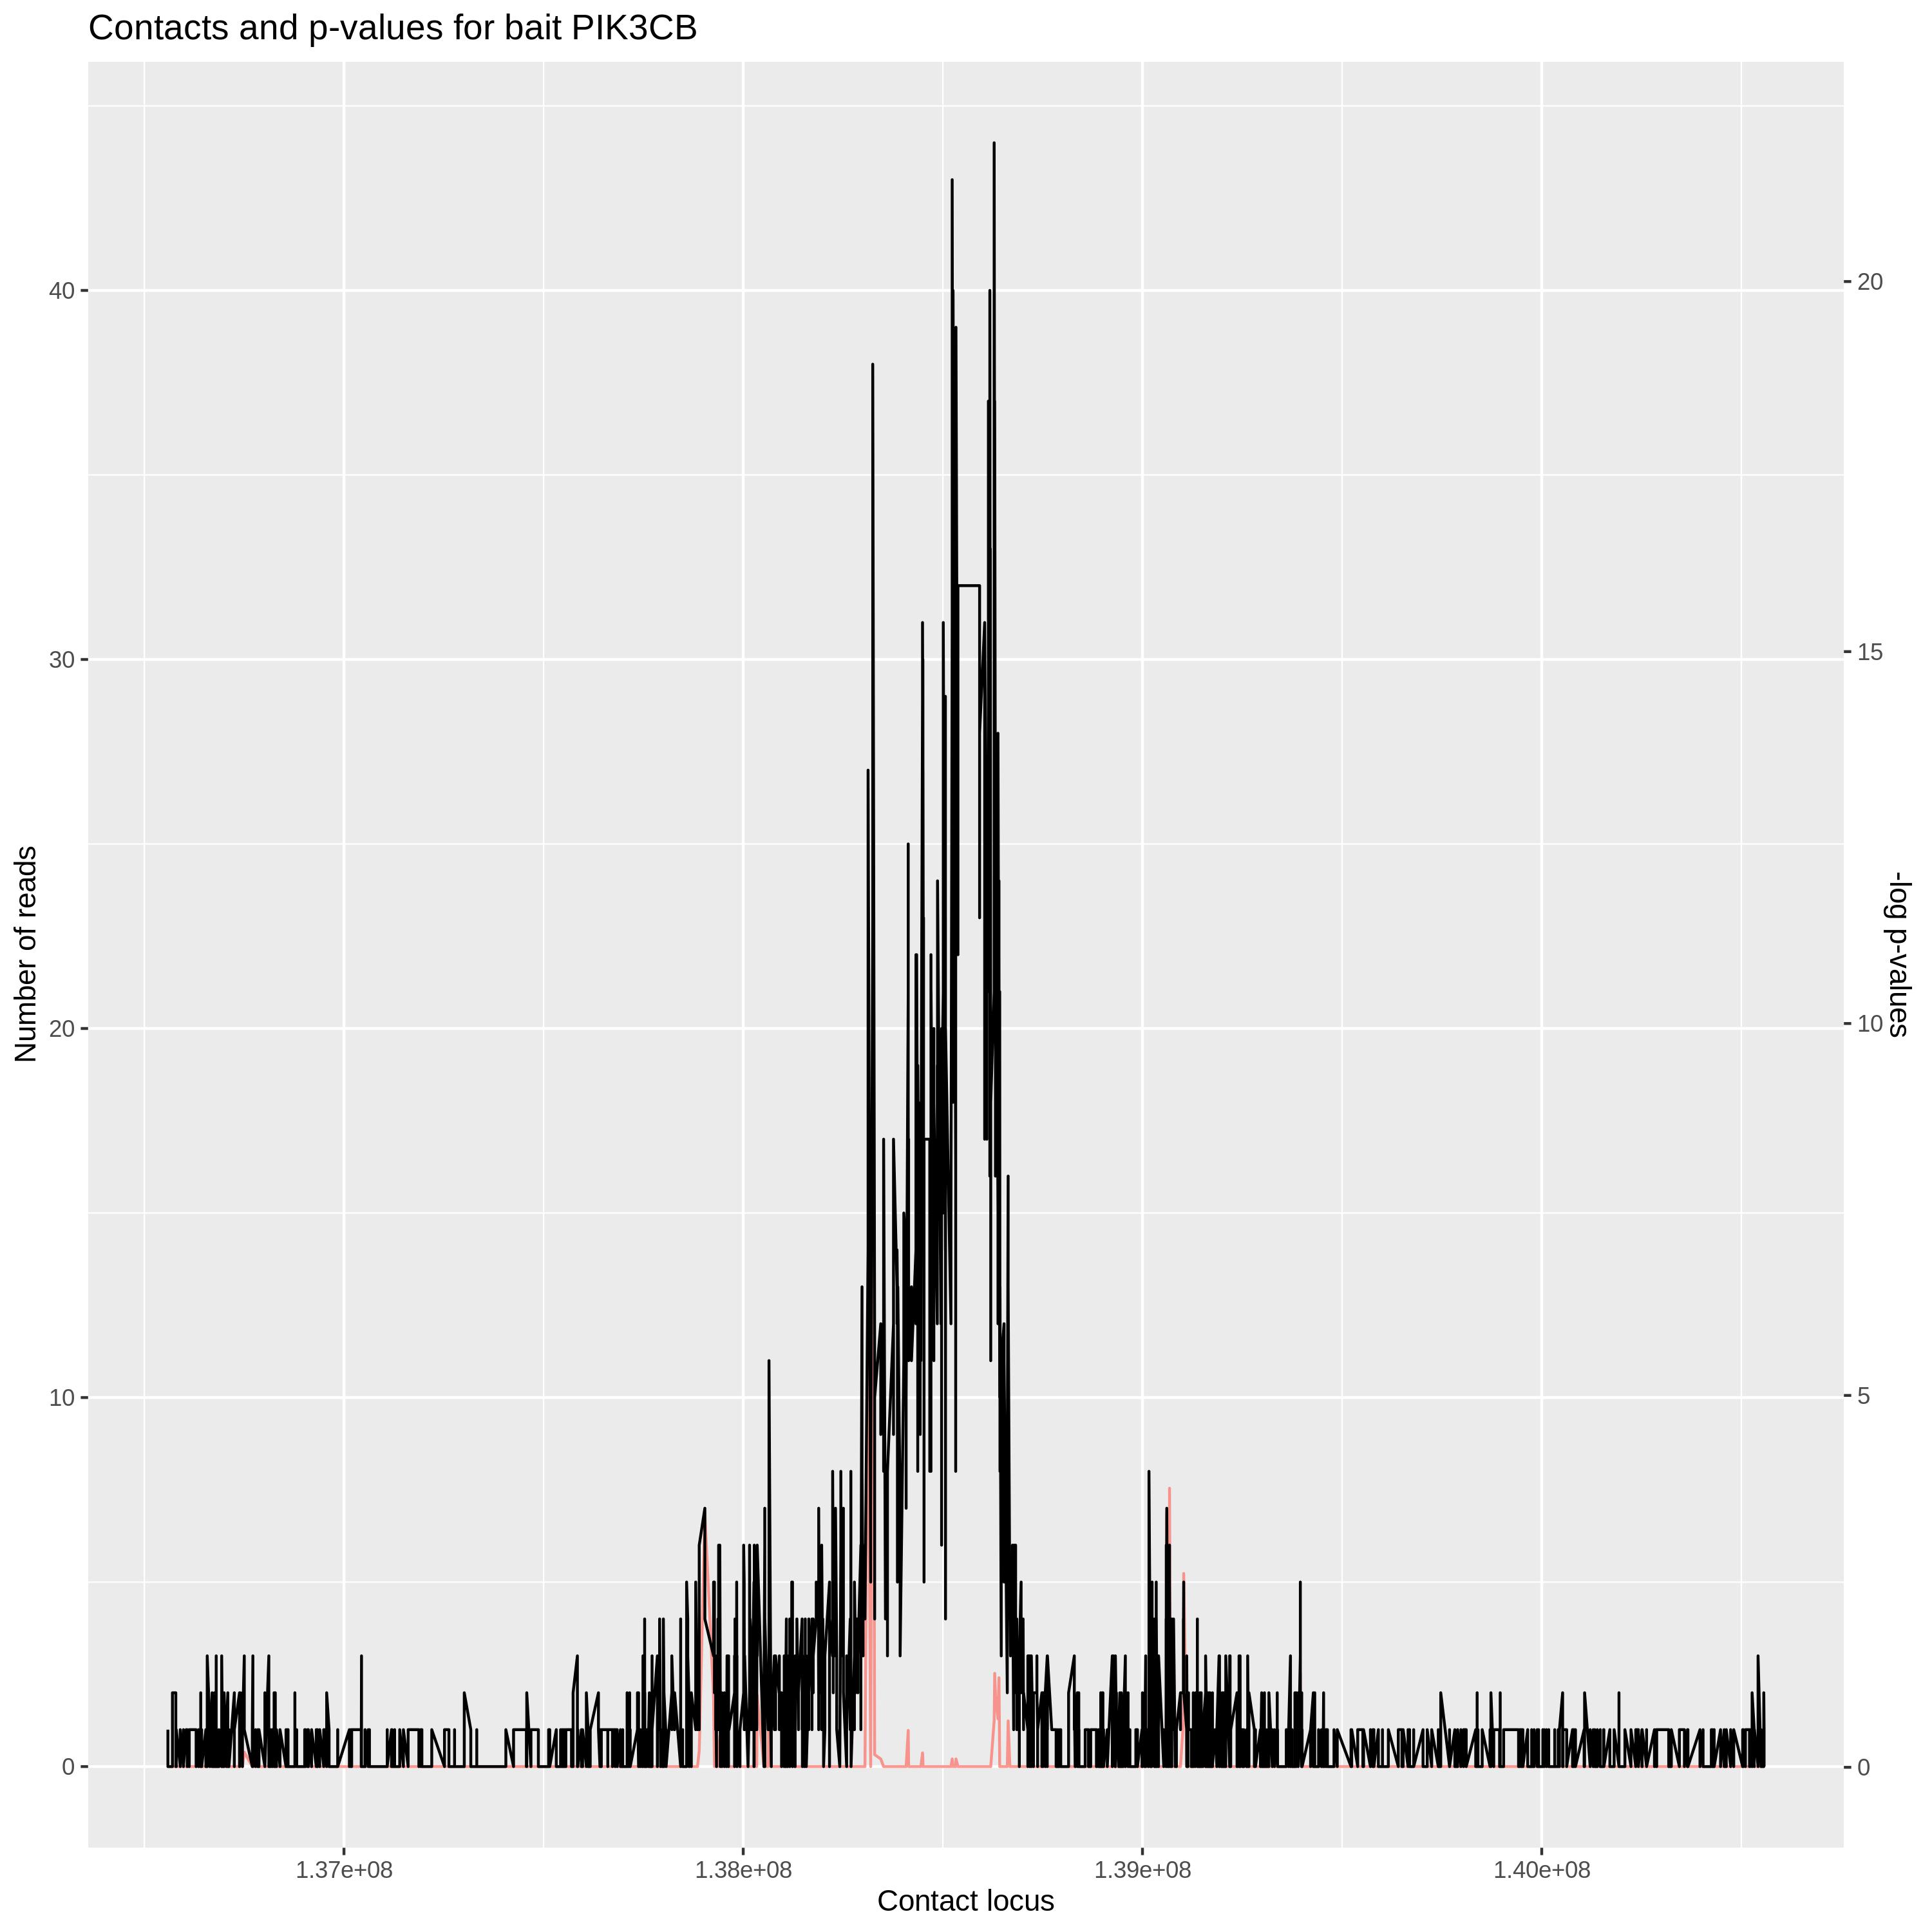 Contacts and p-values for bait PIK3CB
40
30
20
10
0
20
15
10
5
0
Number of reads
-log p-values
1.37e+08
1.38e+08
1.39e+08
1.40e+08
Contact locus